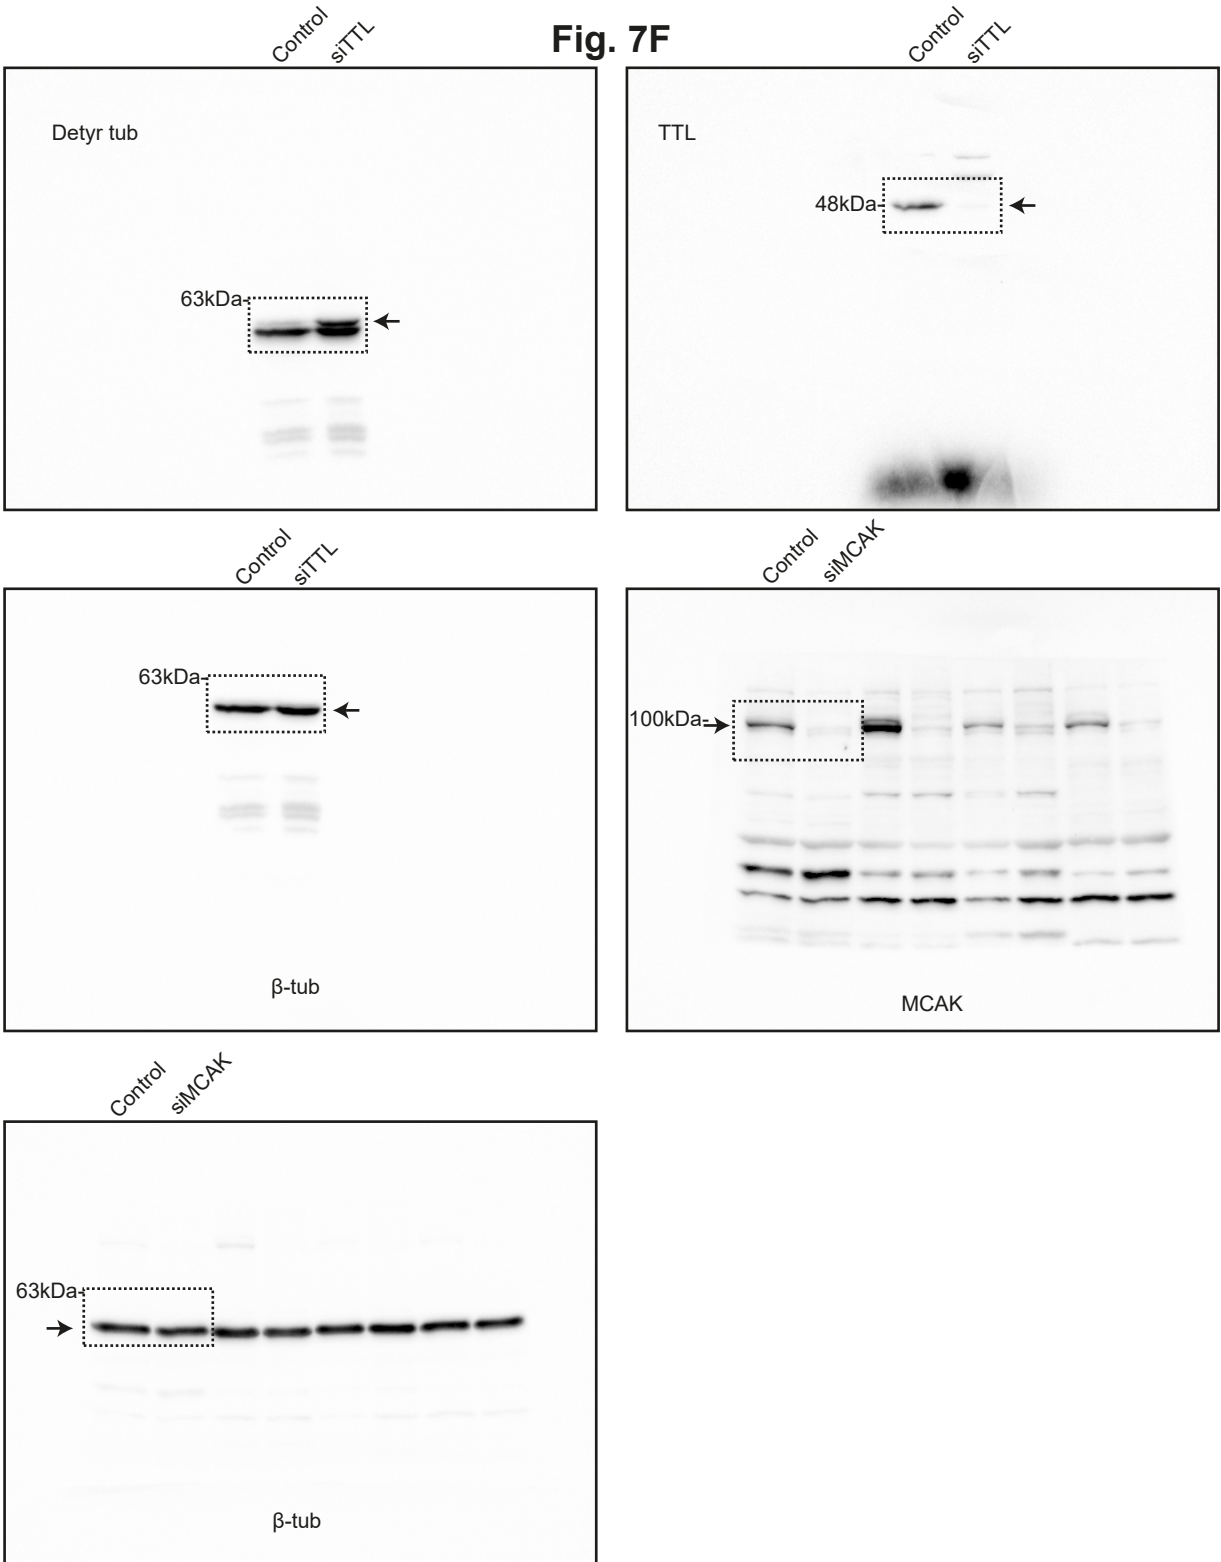 Fig. 7F
Control
siTTL
Detyr tub
63kDa-
Control
siTTL
TTL
48kDa-
Control
siTTL
63kDa-
β-tub
Control
siMCAK
100kDa-
MCAK
Control
siMCAK
63kDa-
β-tub